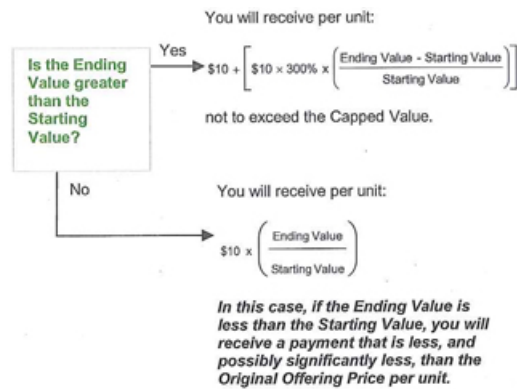 You will receive per unit:
Is the Ending
Value greater
than the
Starting
Value?
Yes
$10 + [ $10 × 300% x ( Ending Value - Starting Value
Starting Value ) ]
not to exceed the Capped Value.
No
You will receive per unit:
$10 x ( Ending Value
Starting Value )
In this case, if the Ending Value is
less than the Starting Value, you will
receive a payment that is less, and
possibly significantly less, than the
Original Offering Price per unit.